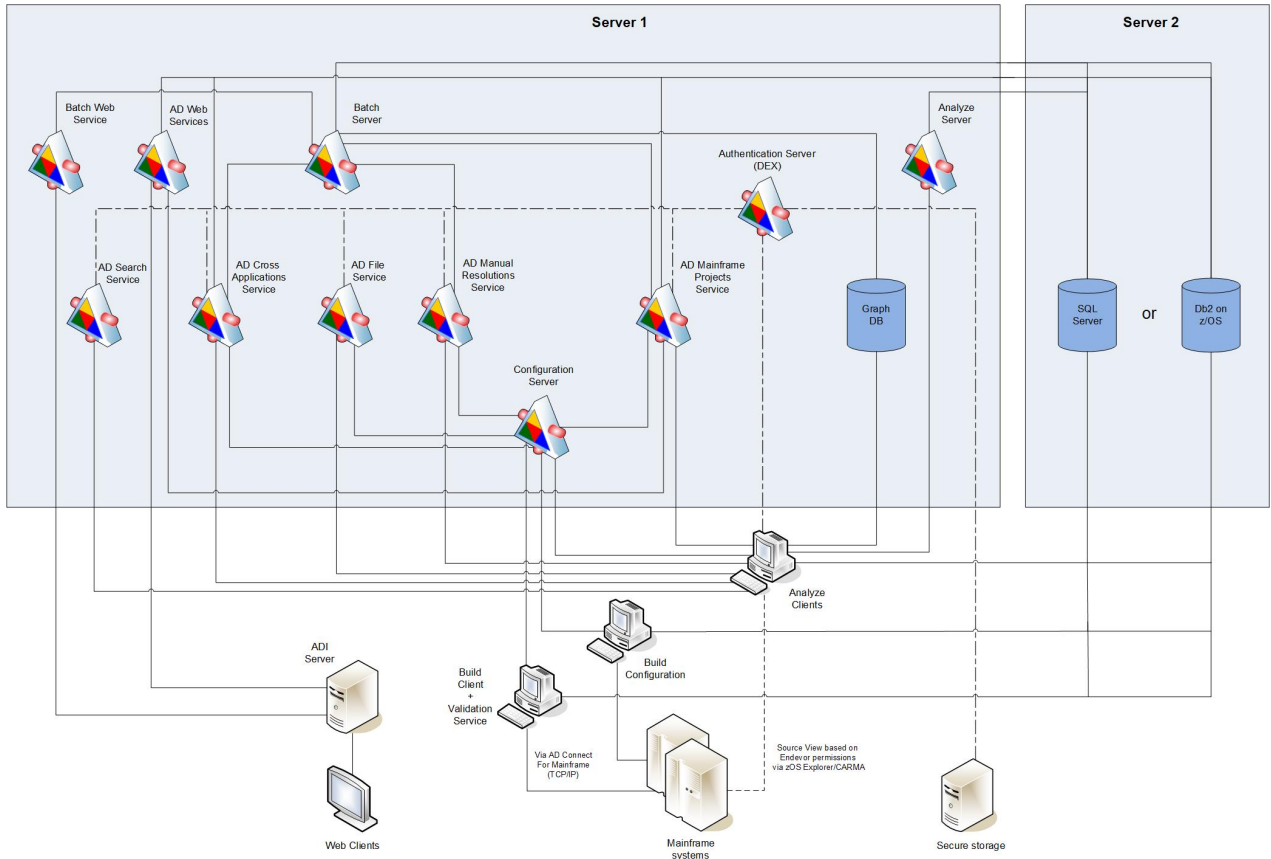 Server 1
Server 2
Batch Web
Service
AD Web
Services
Batch
Server
Analyze
Server
Authentication Server
(DEX)
AD Search
Service
AD Cross
Applications
Service
AD File
Service
AD Manual
Resolutions
Service
AD Mainframe
Projects
Service
Graph
DB
SQL
Server
or
Db2 on
z/OS
Configuration
Server
Analyze
Clients
Build
Configuration
ADI
Server
Build
Client
+
Validation
Service
Via AD Connect
For Mainframe
(TCP/IP)
Source View based on
Endevor permissions
via zOS Explorer/CARMA
Web Clients
Mainframe
systems
Secure storage